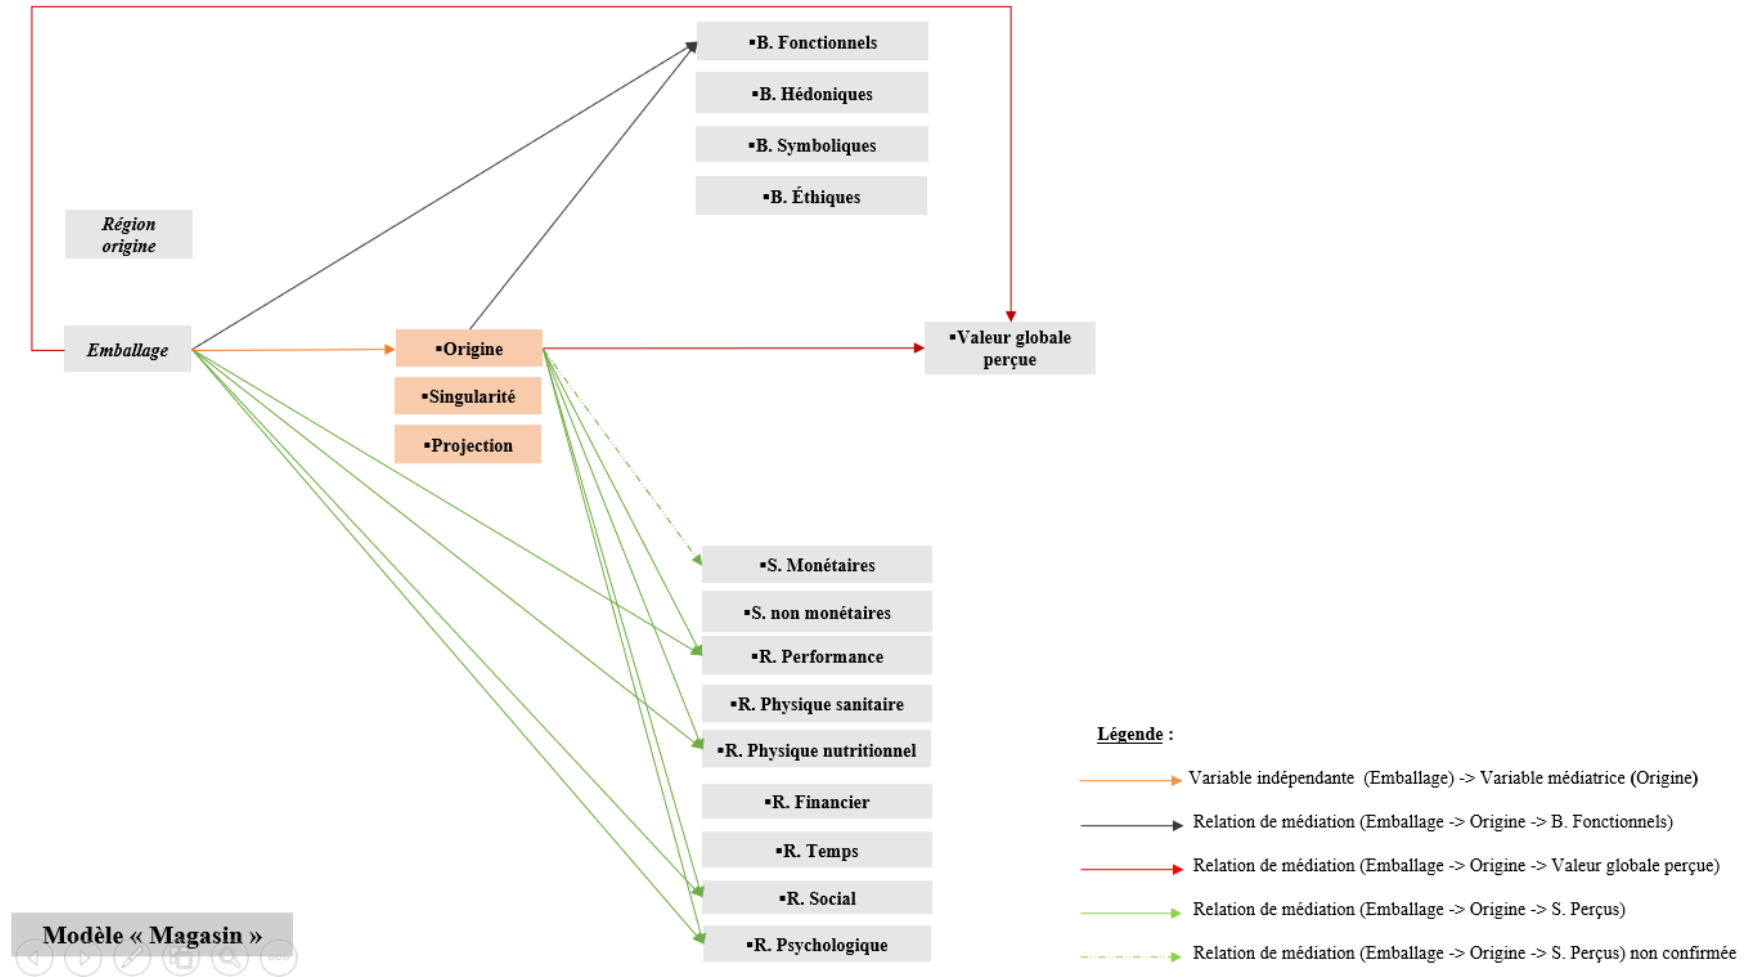 ▪B. Fonctionnels
▪B. Hédoniques
▪B. Symboliques
▪B. Éthiques
Région
origine
Emballage
▪Origine
▪Singularité
▪Projection
▪Valeur globale
perçue
▪S. Monétaires
▪S. non monétaires
▪R. Performance
▪R. Physique sanitaire
▪R. Physique nutritionnel
▪R. Financier
▪R. Temps
▪R. Social
▪R. Psychologique
Légende :
Variable indépendante (Emballage) -> Variable médiatrice (Origine)
Relation de médiation (Emballage -> Origine -> B. Fonctionnels)
Relation de médiation (Emballage -> Origine -> Valeur globale perçue)
Relation de médiation (Emballage -> Origine -> S. Perçus)
Relation de médiation (Emballage -> Origine -> S. Perçus) non confirmée
Modèle « Magasin »